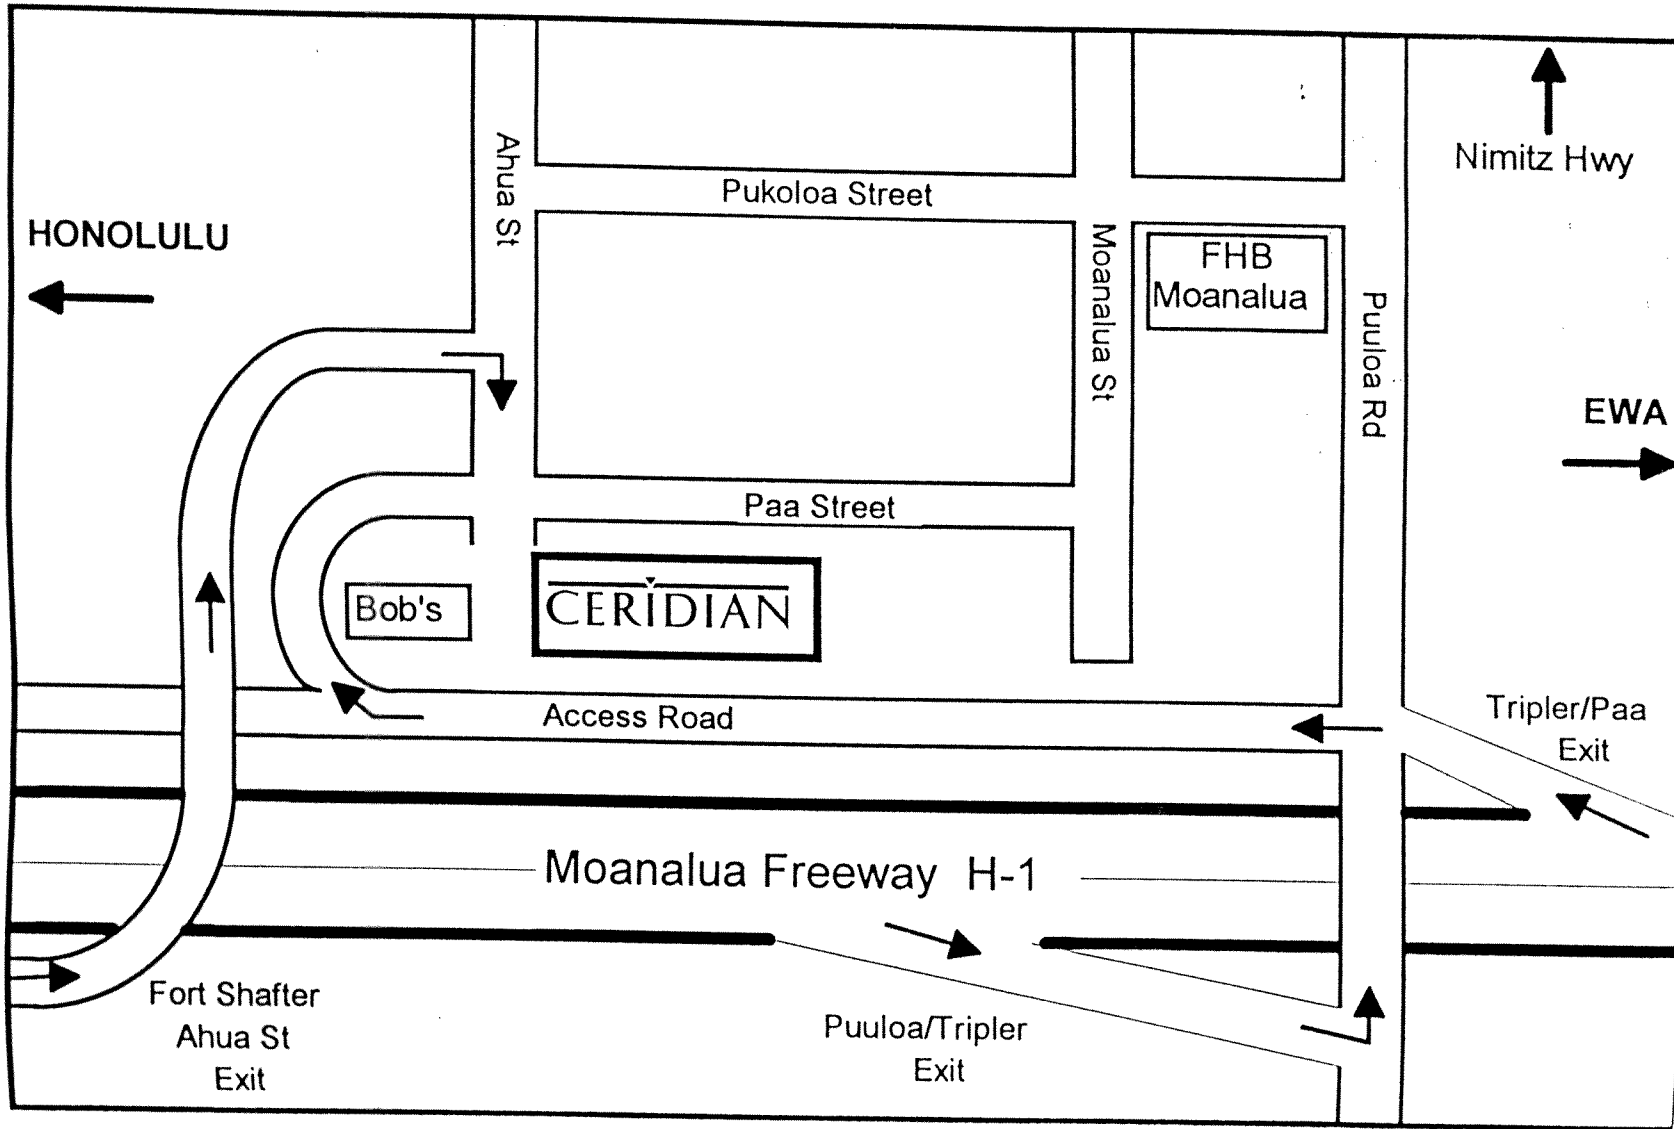 Nimitz Hwy
Ahua St
Pukoloa Street
HONOLULU
Moanalua St
FHB
Moanalua
Puuloa Rd
EWA
Paa Street
Bob's
CERIDIAN
Access Road
Tripler/Paa
Exit
Moanalua Freeway H-1
Fort Shafter
Ahua St
Exit
Puuloa/Tripler
Exit